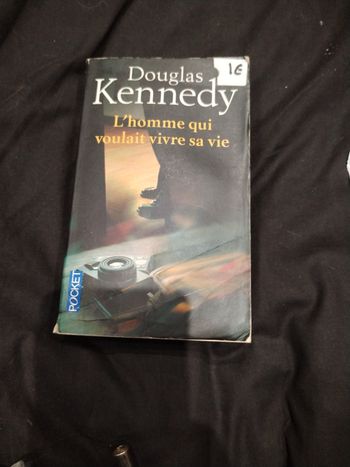 1€
Douglas
Kennedy
L'homme qui
voulait vivre sa vie
POCKET